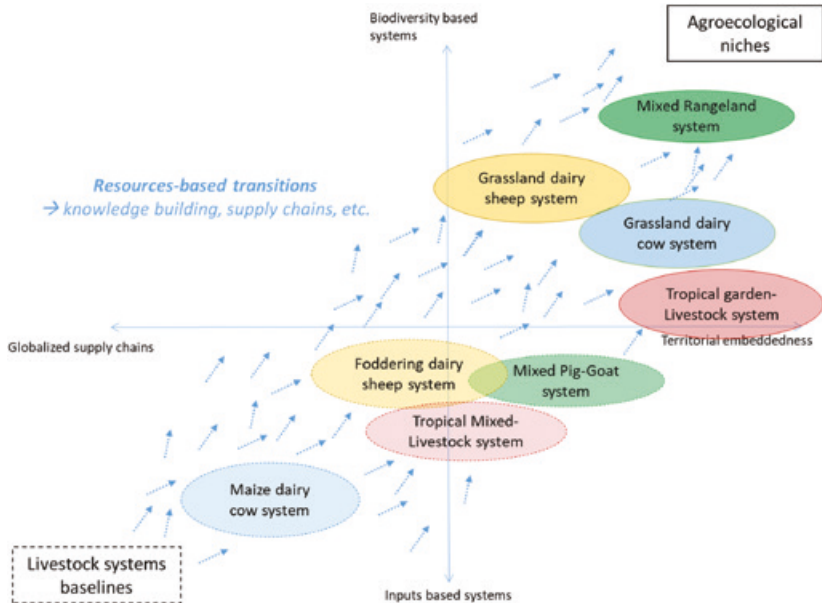 Biodiversity based
systems
Agroecological
niches
Mixed Rangeland
system
Resources-based transitions
→ knowledge building, supply chains, etc.
Grassland dairy
sheep system
Grassland dairy
cow system
Tropical garden-
Livestock system
Globalized supply chains
Territorial embeddedness
Foddering dairy
sheep system
Mixed Pig-Goat
system
Tropical Mixed-
Livestock system
Maize dairy
cow system
Livestock systems
baselines
Inputs based systems